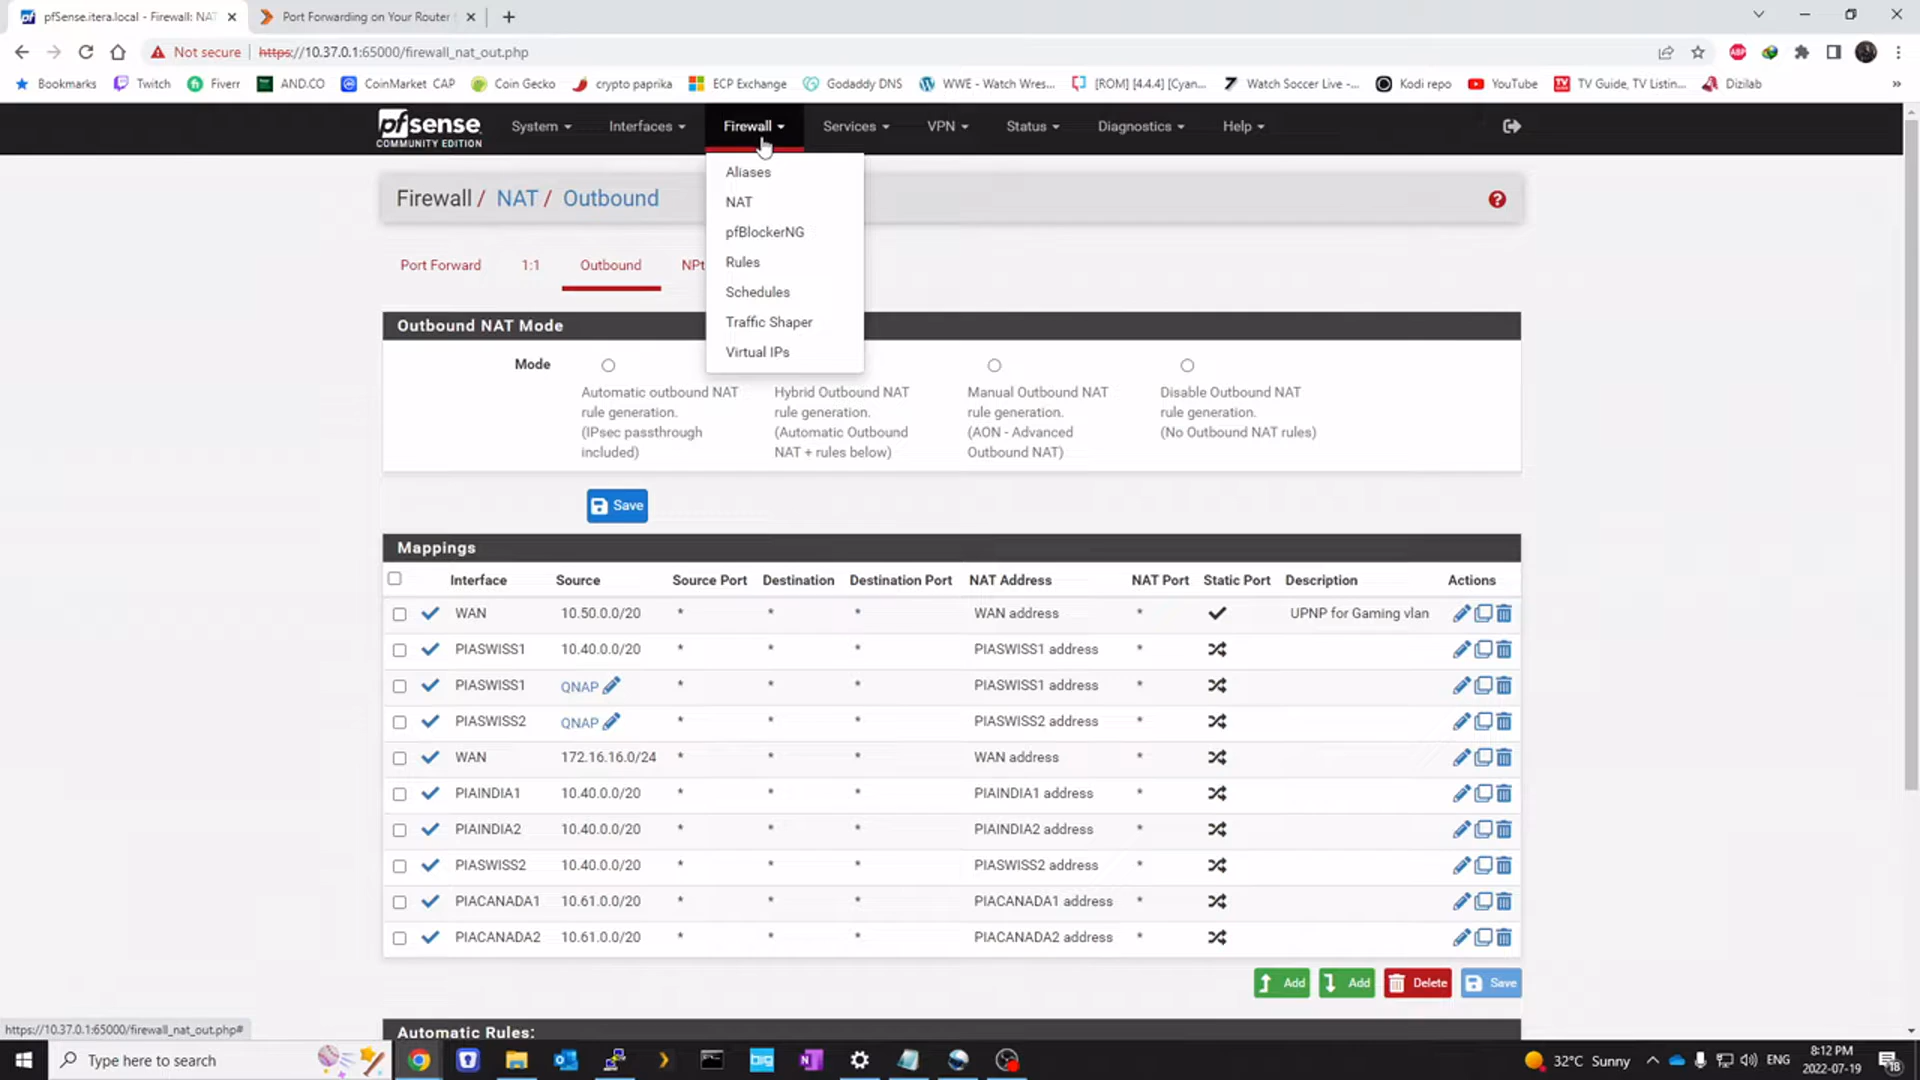 pfSense.itera.local - Firewall: NAT
Port Forwarding on Your Router
Not secure
https://10.37.0.1:65000/firewall_nat_out.php
ABP
Bookmarks
Twitch
Fiverr
AND.CO
CoinMarket CAP
Coin Gecko
crypto paprika
ECP Exchange
Godaddy DNS
WWE - Watch Wres...
[ROM] [4.4.4] [Cyan...
Watch Soccer Live -...
Kodi repo
YouTube
TV Guide, TV Listin...
Dizilab
»
pfsense
COMMUNITY EDITION
System
Interfaces
Firewall
Services
VPN
Status
Diagnostics
Help
Aliases
NAT
pfBlockerNG
Rules
Schedules
Traffic Shaper
Virtual IPs
Firewall / NAT / Outbound
?
Port Forward
1:1
Outbound
NPt
Outbound NAT Mode
Mode
Automatic outbound NAT
rule generation.
(IPsec passthrough
included)
Hybrid Outbound NAT
rule generation.
(Automatic Outbound
NAT + rules below)
Manual Outbound NAT
rule generation.
(AON - Advanced
Outbound NAT)
Disable Outbound NAT
rule generation.
(No Outbound NAT rules)
Save
Mappings
Interface Source Source Port Destination Destination Port NAT Address NAT Port Static Port Description Actions
WAN 10.50.0.0/20 * * * WAN address * UPNP for Gaming vlan
PIASWISS1 10.40.0.0/20 * * * PIASWISS1 address *
PIASWISS1 QNAP * * * PIASWISS1 address *
PIASWISS2 QNAP * * * PIASWISS2 address *
WAN 172.16.16.0/24 * * * WAN address *
PIAINDIA1 10.40.0.0/20 * * * PIAINDIA1 address *
PIAINDIA2 10.40.0.0/20 * * * PIAINDIA2 address *
PIASWISS2 10.40.0.0/20 * * * PIASWISS2 address *
PIACANADA1 10.61.0.0/20 * * * PIACANADA1 address *
PIACANADA2 10.61.0.0/20 * * * PIACANADA2 address *
Add Add Delete Save
https://10.37.0.1:65000/firewall_nat_out.php#
Automatic Rules:
Type here to search
32°C Sunny
ENG
8:12 PM
2022-07-19
18